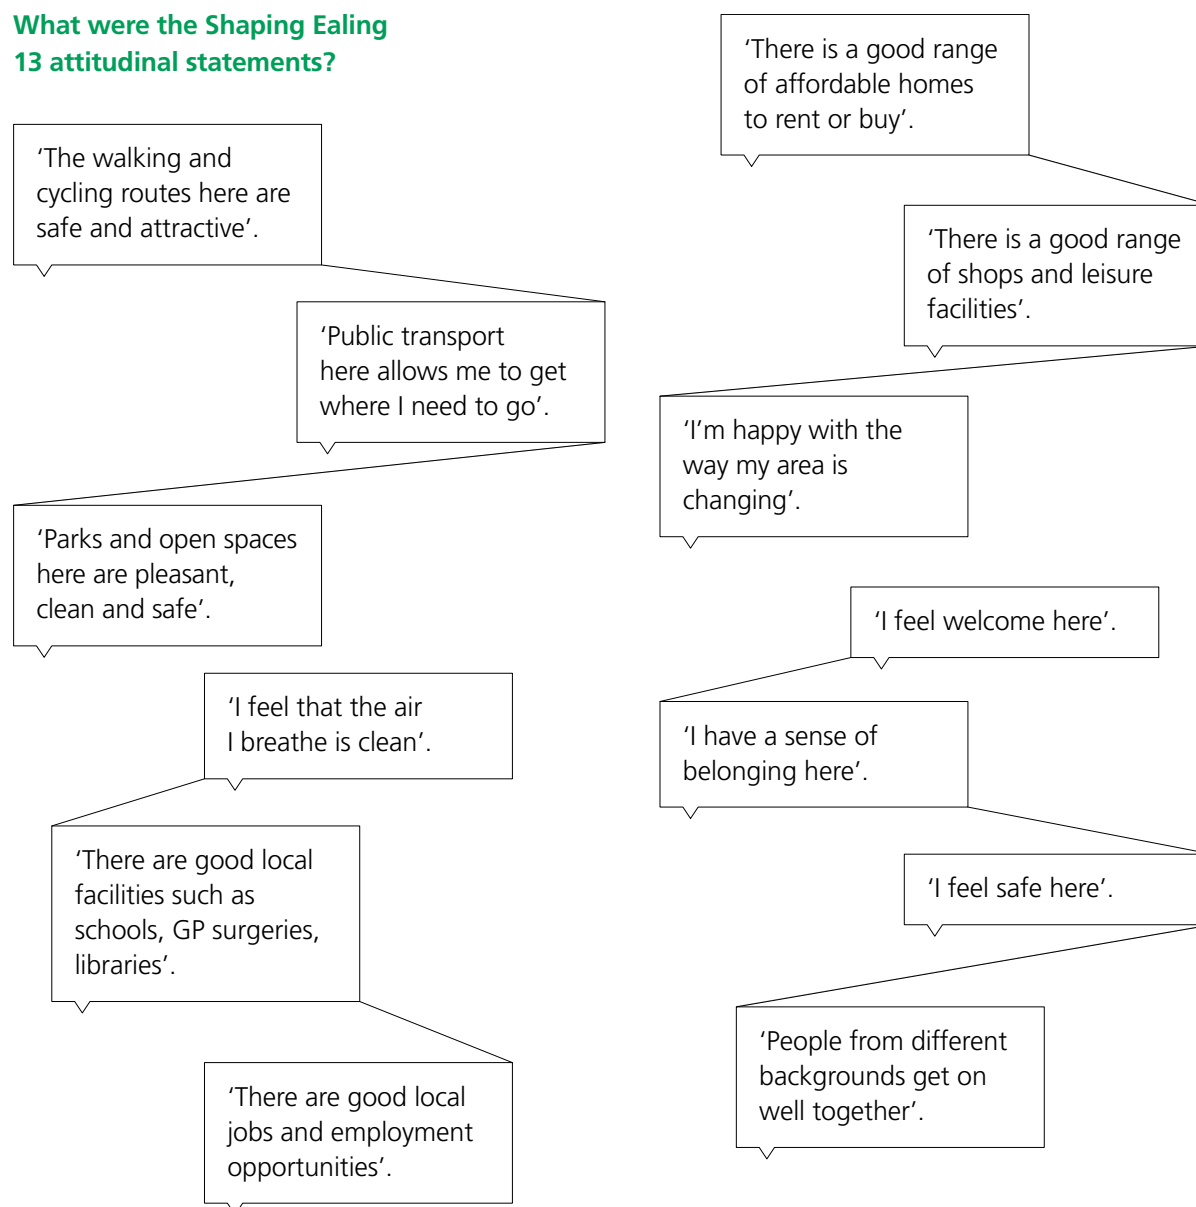 What were the Shaping Ealing
13 attitudinal statements?
‘The walking and
cycling routes here are
safe and attractive’.
‘Public transport
here allows me to get
where I need to go’.
‘Parks and open spaces
here are pleasant,
clean and safe’.
‘I feel that the air
I breathe is clean’.
‘There are good local
facilities such as
schools, GP surgeries,
libraries’.
‘There are good local
jobs and employment
opportunities’.
‘There is a good range
of affordable homes
to rent or buy’.
‘There is a good range
of shops and leisure
facilities’.
‘I’m happy with the
way my area is
changing’.
‘I feel welcome here’.
‘I have a sense of
belonging here’.
‘I feel safe here’.
‘People from different
backgrounds get on
well together’.